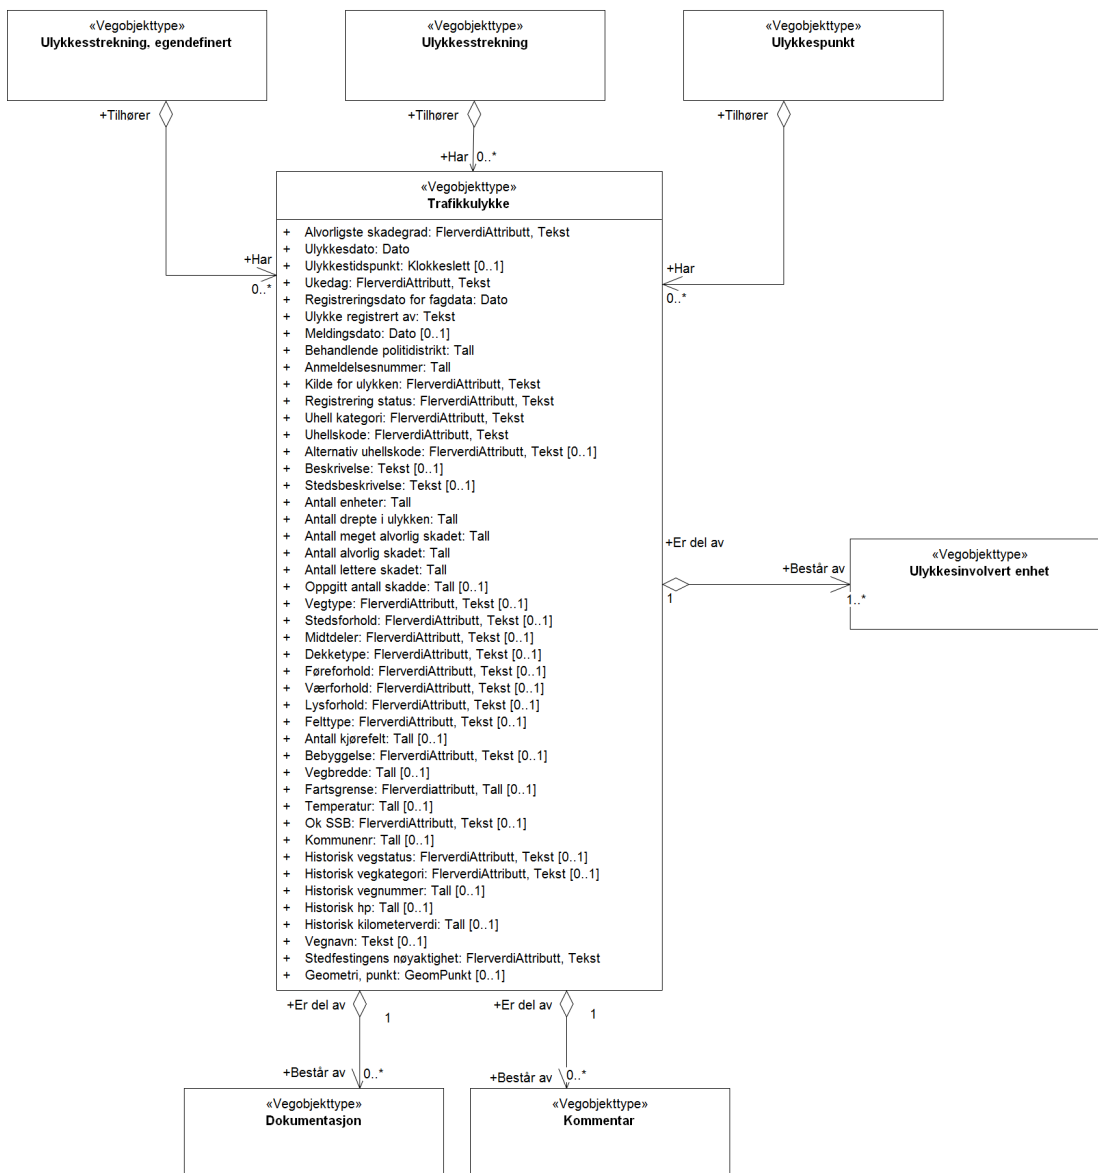 «Vegobjekttype»
Ulykkesstrekning, egendefinert
«Vegobjekttype»
Ulykkesstrekning
«Vegobjekttype»
Ulykkespunkt
+Tilhører
+Tilhører
+Tilhører
+Har 0..*
«Vegobjekttype»
Trafikkulykke
+ Alvorligste skadegrad: FlerverdiAttributt, Tekst
+ Ulykkesdato: Dato
+ Ulykkestidspunkt: Klokkeslett [0..1]
+ Ukedag: FlerverdiAttributt, Tekst
+ Registreringsdato for fagdata: Dato
+ Ulykke registrert av: Tekst
+ Meldingsdato: Dato [0..1]
+ Behandlende politidistrikt: Tall
+ Anmeldelsesnummer: Tall
+ Kilde for ulykken: FlerverdiAttributt, Tekst
+ Registrering status: FlerverdiAttributt, Tekst
+ Uhell kategori: FlerverdiAttributt, Tekst
+ Uhellskode: FlerverdiAttributt, Tekst
+ Alternativ uhellskode: FlerverdiAttributt, Tekst [0..1]
+ Beskrivelse: Tekst [0..1]
+ Stedsbeskrivelse: Tekst [0..1]
+ Antall enheter: Tall
+ Antall drepte i ulykken: Tall
+ Antall meget alvorlig skadet: Tall
+ Antall alvorlig skadet: Tall
+ Antall lettere skadet: Tall
+ Oppgitt antall skadde: Tall [0..1]
+ Vegtype: FlerverdiAttributt, Tekst [0..1]
+ Stedsforhold: FlerverdiAttributt, Tekst [0..1]
+ Midtdeler: FlerverdiAttributt, Tekst [0..1]
+ Dekketype: FlerverdiAttributt, Tekst [0..1]
+ Føreforhold: FlerverdiAttributt, Tekst [0..1]
+ Værforhold: FlerverdiAttributt, Tekst [0..1]
+ Lysforhold: FlerverdiAttributt, Tekst [0..1]
+ Felttype: FlerverdiAttributt, Tekst [0..1]
+ Antall kjørefelt: Tall [0..1]
+ Bebyggelse: FlerverdiAttributt, Tekst [0..1]
+ Vegbredde: Tall [0..1]
+ Fartsgrense: Flerverdiattributt, Tall [0..1]
+ Temperatur: Tall [0..1]
+ Ok SSB: FlerverdiAttributt, Tekst [0..1]
+ Kommunenr: Tall [0..1]
+ Historisk vegstatus: FlerverdiAttributt, Tekst [0..1]
+ Historisk vegkategori: FlerverdiAttributt, Tekst [0..1]
+ Historisk vegnummer: Tall [0..1]
+ Historisk hp: Tall [0..1]
+ Historisk kilometerverdi: Tall [0..1]
+ Vegnavn: Tekst [0..1]
+ Stedfestingens nøyaktighet: FlerverdiAttributt, Tekst
+ Geometri, punkt: GeomPunkt [0..1]
+Har
0..*
+Har
0..*
+Er del av
1
+Består av
1..*
«Vegobjekttype»
Ulykkesinvolvert enhet
+Er del av
1
+Er del av
1
+Består av 0..*
+Består av 0..*
«Vegobjekttype»
Dokumentasjon
«Vegobjekttype»
Kommentar